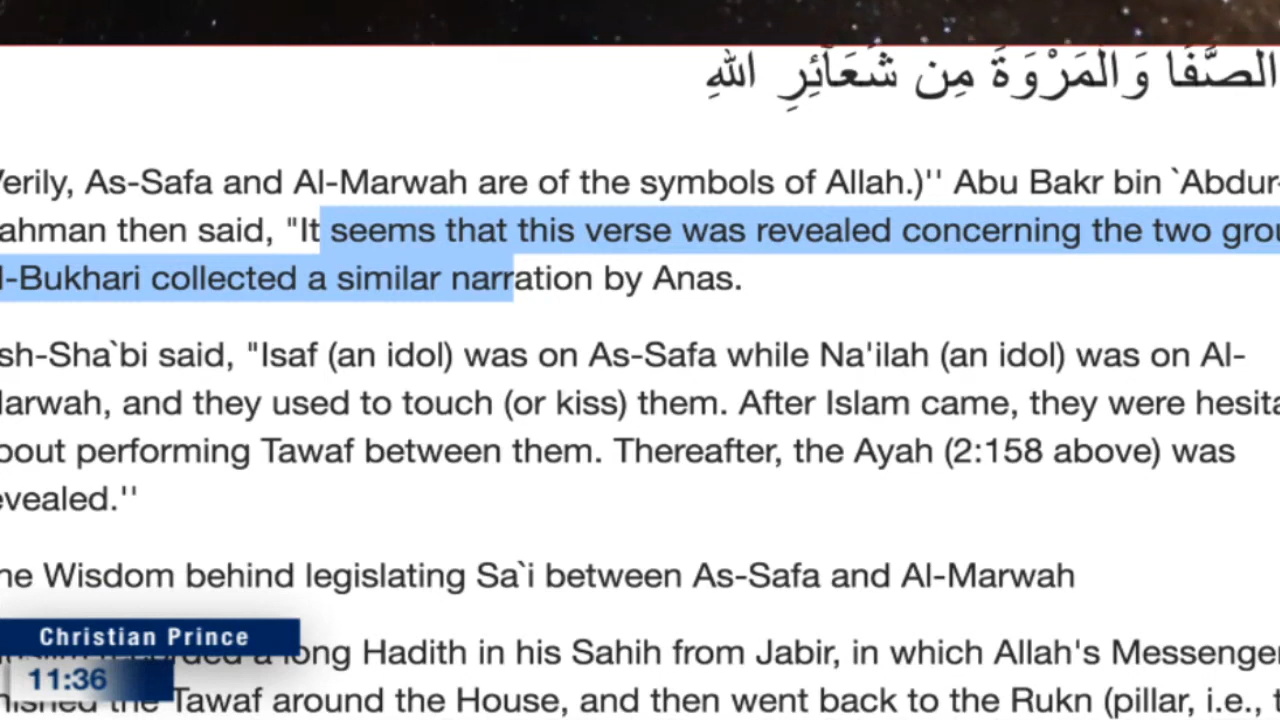 الصَّفَا وَالْمَرْوَةَ مِن شَعَآئِرِ اللَّهِ
Verily, As-Safa and Al-Marwah are of the symbols of Allah.)'' Abu Bakr bin `Abdur-
ahman then said, "It seems that this verse was revealed concerning the two grou
l-Bukhari collected a similar narration by Anas.
sh-Sha`bi said, "Isaf (an idol) was on As-Safa while Na'ilah (an idol) was on Al-
Marwah, and they used to touch (or kiss) them. After Islam came, they were hesita
bout performing Tawaf between them. Thereafter, the Ayah (2:158 above) was
evealed.''
he Wisdom behind legislating Sa`i between As-Safa and Al-Marwah
long Hadith in his Sahih from Jabir, in which Allah's Messenger
Tawaf around the House, and then went back to the Rukn (pillar, i.e., t
Christian Prince
11:36